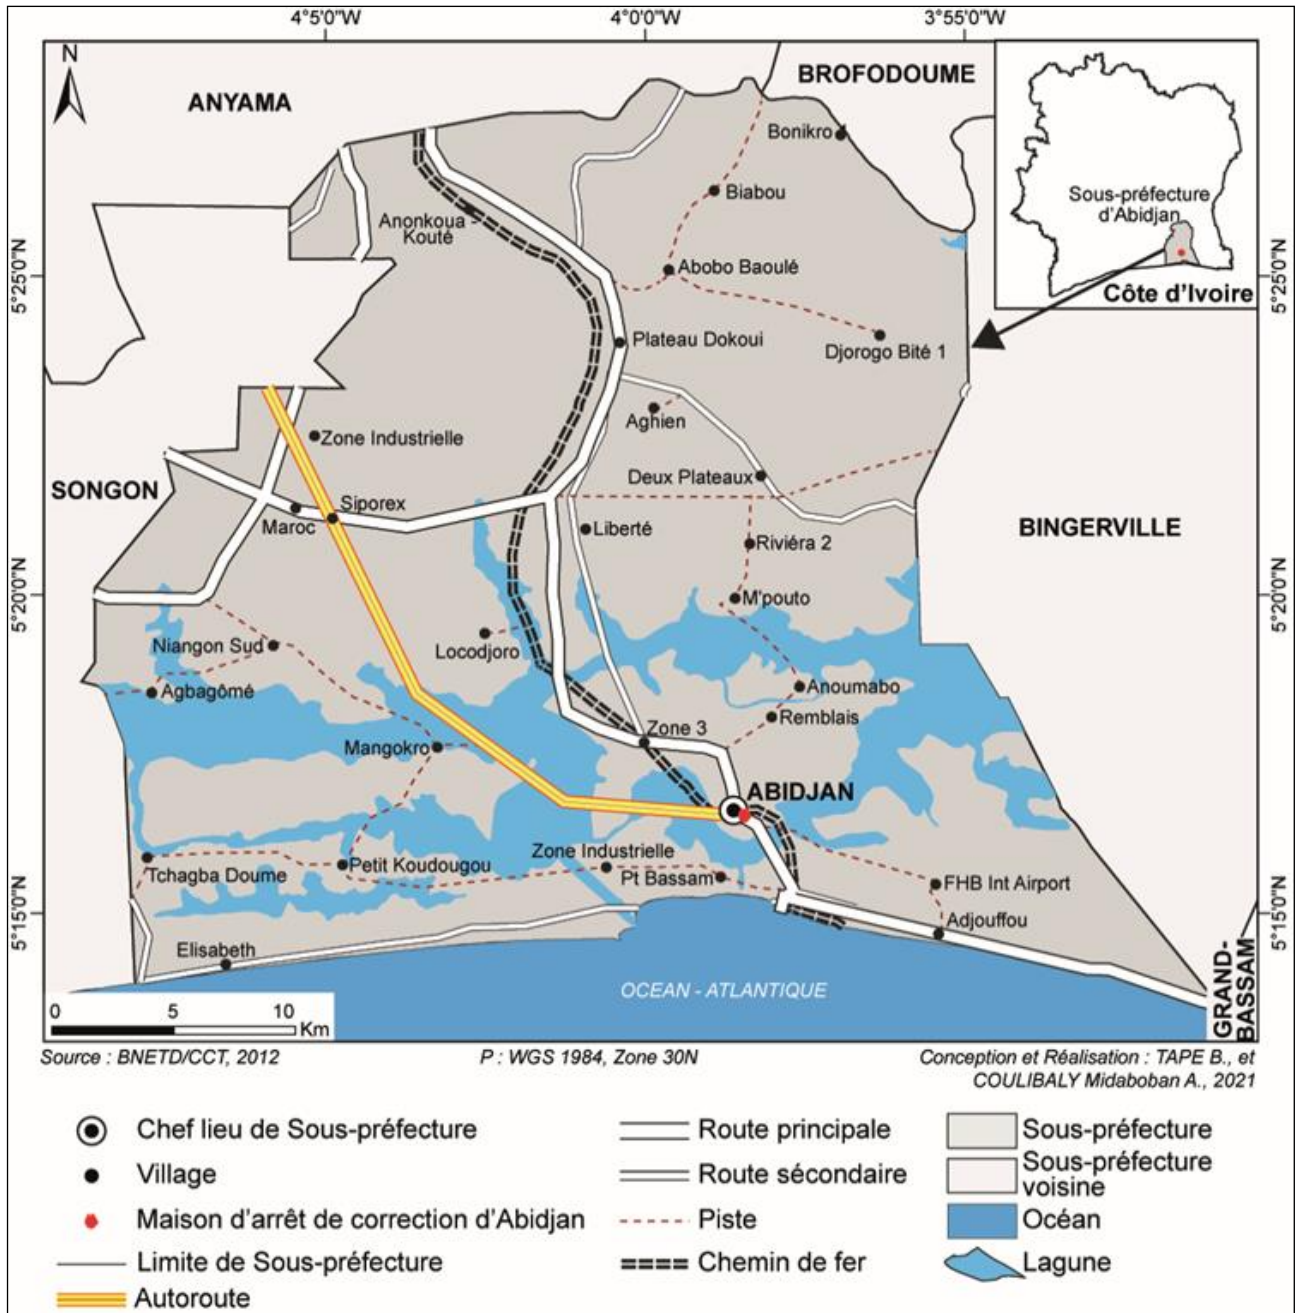 4°5'0"W
4°0'0"W
3°55'0"W
N
ANYAMA
BROFODOUME
Bonikro
Biabou
Sous-préfecture
d'Abidjan
Côte d'Ivoire
Anonkoua -
Kouté
Abobo Baoulé
5°25'0"N
5°25'0"N
Plateau Dokoui
Djorogo Bité 1
Aghien
Zone Industrielle
Deux Plateaux
SONGON
Siporex
Maroc
Liberté
BINGERVILLE
Riviéra 2
5°20'0"N
5°20'0"N
M'pouto
Niangon Sud
Locodjoro
Agbagômé
Anoumabo
Remblais
Zone 3
Mangokro
ABIDJAN
Zone Industrielle
Tchagba Doume
Petit Koudougou
Pt Bassam
FHB Int Airport
5°15'0"N
5°15'0"N
Adjouffou
Elisabeth
OCEAN - ATLANTIQUE
GRAND-
BASSAM
0 5 10
Km
Source : BNETD/CCT, 2012
P : WGS 1984, Zone 30N
Conception et Réalisation : TAPE B., et
COULIBALY Midaboban A., 2021
Chef lieu de Sous-préfecture
Village
Maison d'arrêt de correction d'Abidjan
Limite de Sous-préfecture
Autoroute
Route principale
Route sécondaire
Piste
Chemin de fer
Sous-préfecture
Sous-préfecture
voisine
Océan
Lagune